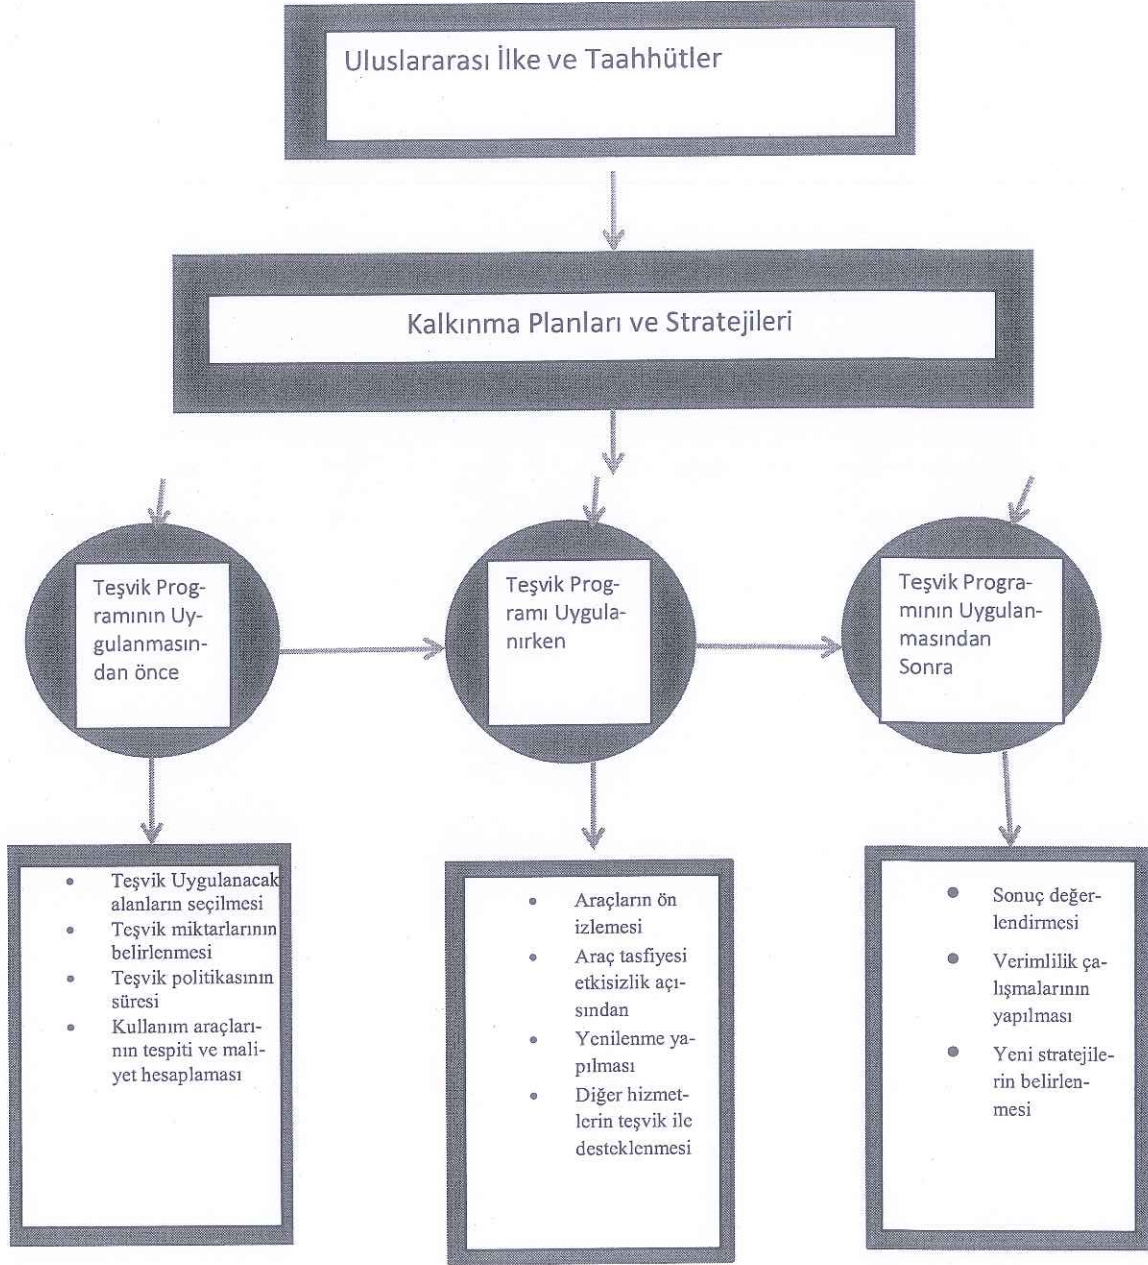 Uluslararası İlke ve Taahhütler
Kalkınma Planları ve Stratejileri
Teşvik Prog-
ramının Uy-
gulanmasın-
dan önce
Teşvik Prog-
ramı Uygula-
nırken
Teşvik Progra-
mının Uygulan-
masından
Sonra
• Teşvik Uygulanacak
alanların seçilmesi
• Teşvik miktarlarının
belirlenmesi
• Teşvik politikasının
süresi
• Kullanım araçları-
nın tespiti ve mali-
yet hesaplaması
• Araçların ön
izlemesi
• Araç tasfiyesi
etkisizlik açı-
sından
• Yenilenme ya-
pılması
• Diğer hizmet-
lerin teşvik ile
desteklenmesi
• Sonuç değer-
lendirmesi
• Verimlilik ça-
lışmalarının
yapılması
• Yeni stratejile-
rin belirlen-
mesi